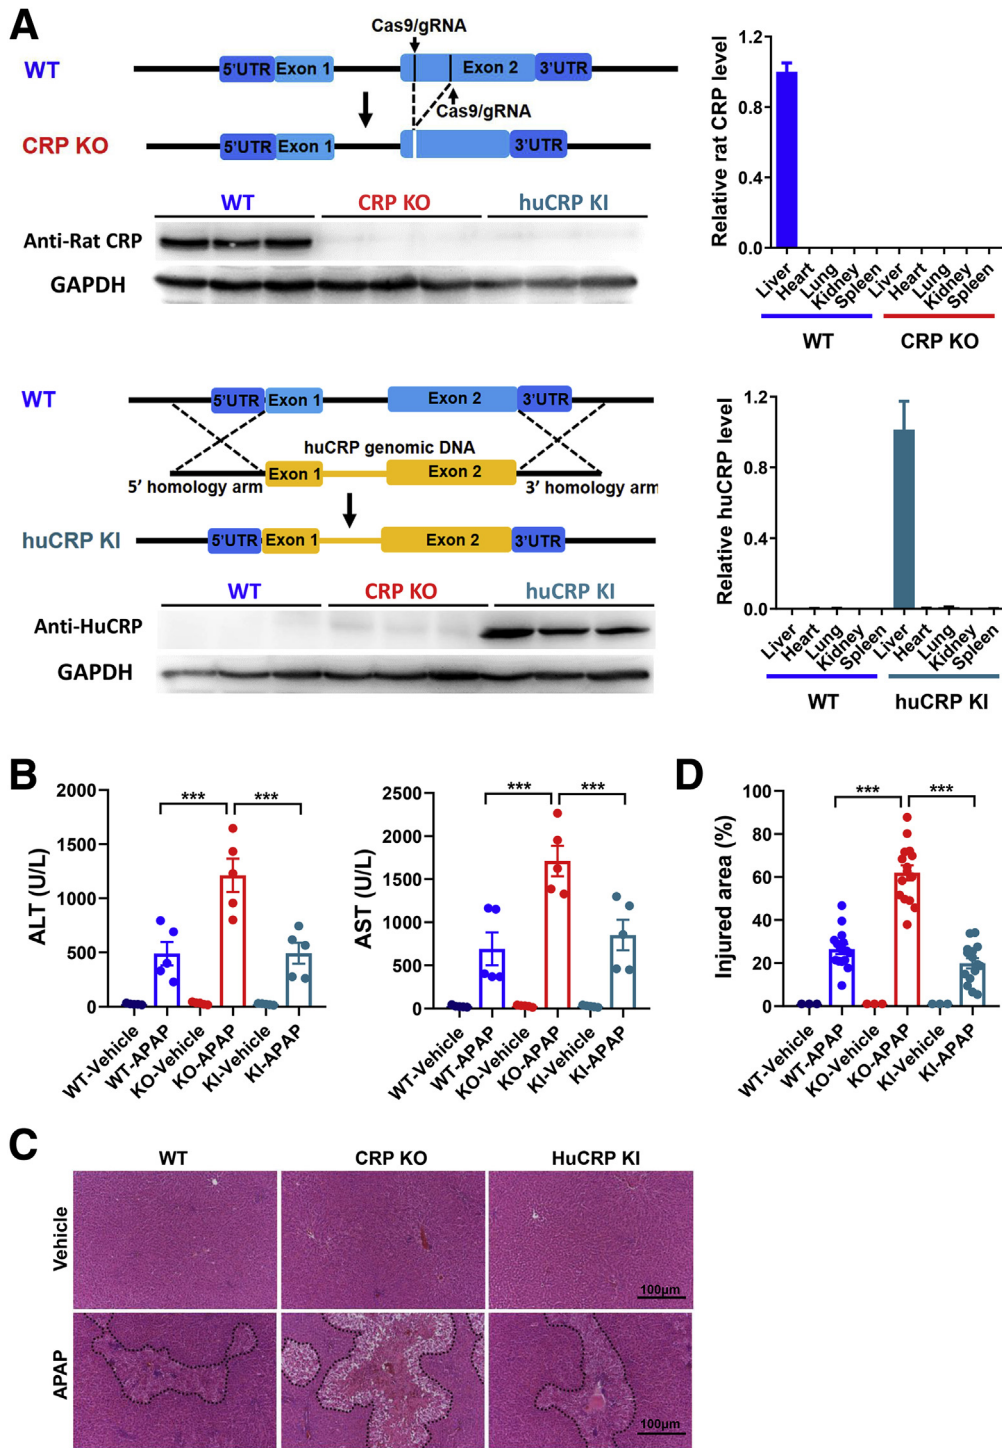 A
Cas9/gRNA
WT
5'UTR Exon 1 Exon 2 3'UTR
Cas9/gRNA
CRP KO
5'UTR Exon 1 3'UTR
WT CRP KO huCRP KI
Anti-Rat CRP
GAPDH
Relative rat CRP level
1.2
0.8
0.4
0.0
Liver Heart Lung Kidney Spleen Liver Heart Lung Kidney Spleen
WT CRP KO
WT
5'UTR Exon 1 Exon 2 3'UTR
huCRP genomic DNA
Exon 1 Exon 2
5' homology arm 3' homology arm
huCRP KI
5'UTR Exon 1 Exon 2 3'UTR
WT CRP KO huCRP KI
Anti-HuCRP
GAPDH
Relative huCRP level
1.2
0.8
0.4
0.0
Liver Heart Lung Kidney Spleen Liver Heart Lung Kidney Spleen
WT huCRP KI
B
ALT (U/L)
2000
1500
1000
500
0
*** ***
WT-Vehicle WT-APAP KO-Vehicle KO-APAP KI-Vehicle KI-APAP
AST (U/L)
2500
2000
1500
1000
500
0
*** ***
WT-Vehicle WT-APAP KO-Vehicle KO-APAP KI-Vehicle KI-APAP
D
Injured area (%)
100
80
60
40
20
0
*** ***
WT-Vehicle WT-APAP KO-Vehicle KO-APAP KI-Vehicle KI-APAP
C
WT CRP KO HuCRP KI
Vehicle
100μm
APAP
100μm